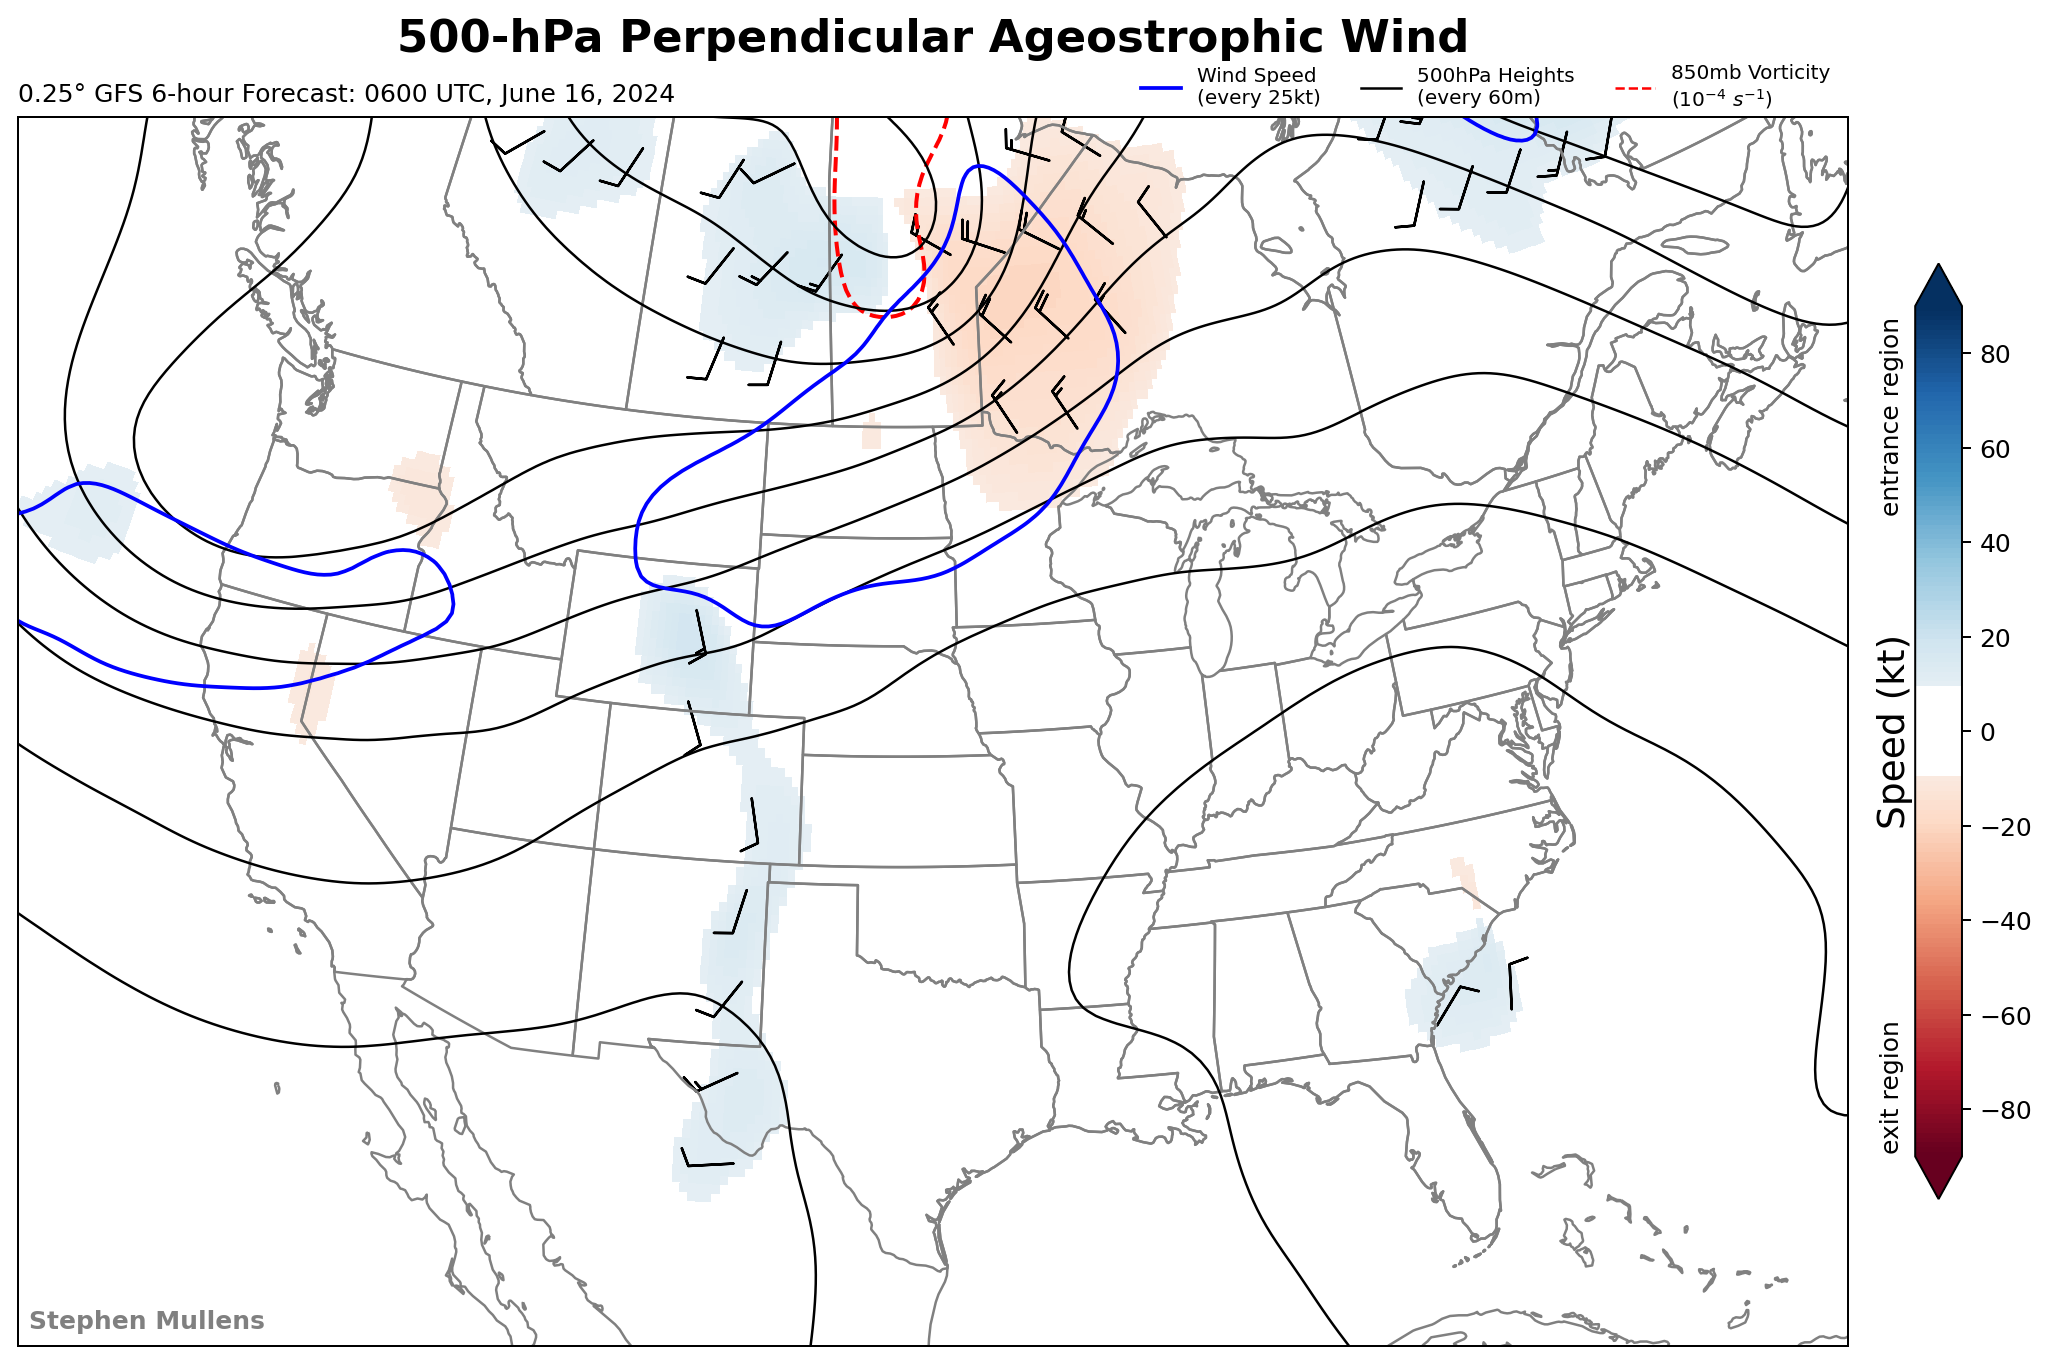 500-hPa Perpendicular Ageostrophic Wind
0.25° GFS 6-hour Forecast: 0600 UTC, June 16, 2024
Wind Speed
(every 25kt)
500hPa Heights
(every 60m)
850mb Vorticity
(10⁻⁴ s⁻¹)
entrance region
Speed (kt)
exit region
80
60
40
20
0
−20
−40
−60
−80
Stephen Mullens